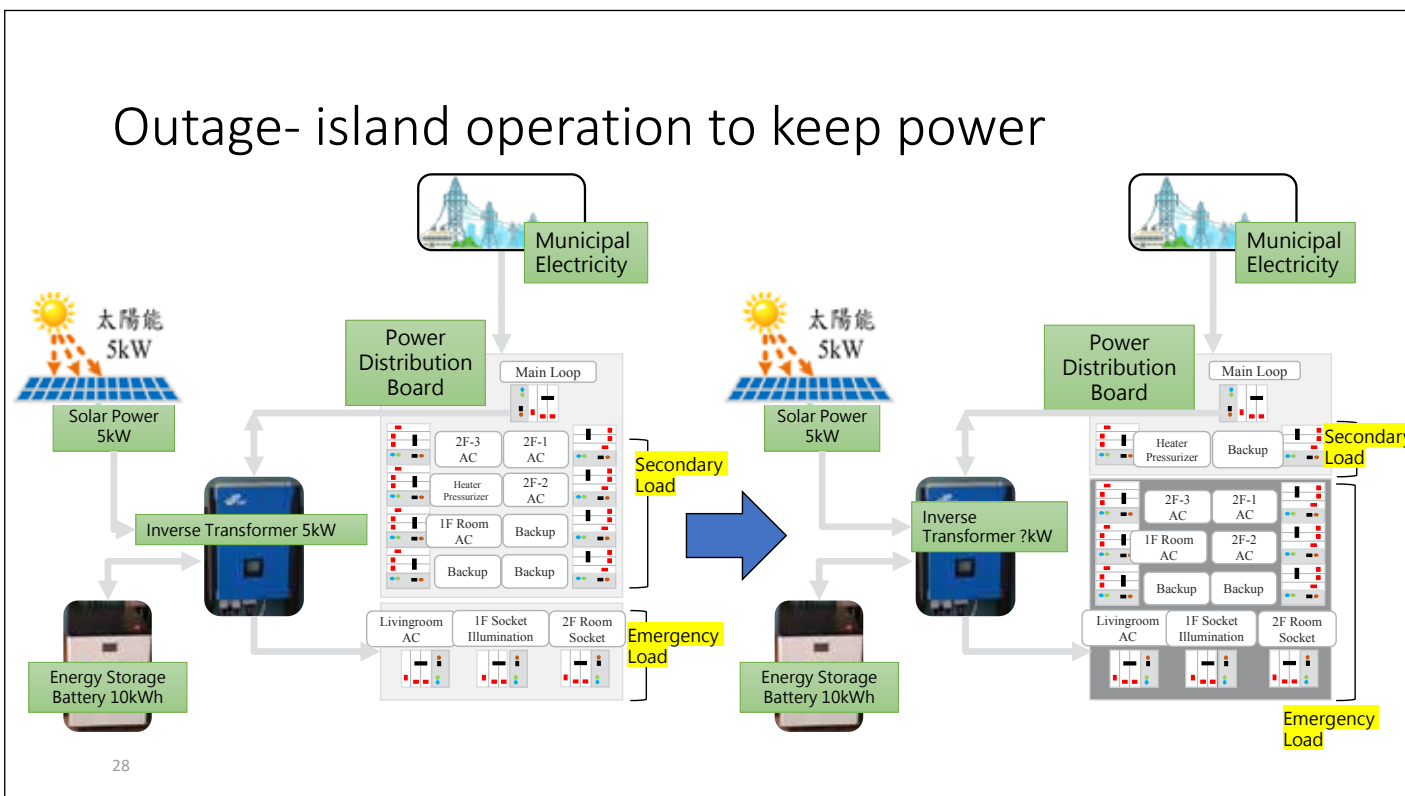 Outage- island operation to keep power
Municipal
Electricity
太陽能
5kW
Solar Power
5kW
Power
Distribution
Board
Main Loop
2F-3
AC
2F-1
AC
Heater
Pressurizer
2F-2
AC
1F Room
AC
Backup
Backup
Backup
Secondary
Load
Inverse Transformer 5kW
Livingroom
AC
1F Socket
Illumination
2F Room
Socket
Emergency
Load
Energy Storage
Battery 10kWh
Municipal
Electricity
太陽能
5kW
Solar Power
5kW
Power
Distribution
Board
Main Loop
Heater
Pressurizer
Backup
Secondary
Load
2F-3
AC
2F-1
AC
1F Room
AC
2F-2
AC
Backup
Backup
Inverse
Transformer ?kW
Livingroom
AC
1F Socket
Illumination
2F Room
Socket
Emergency
Load
Energy Storage
Battery 10kWh
28